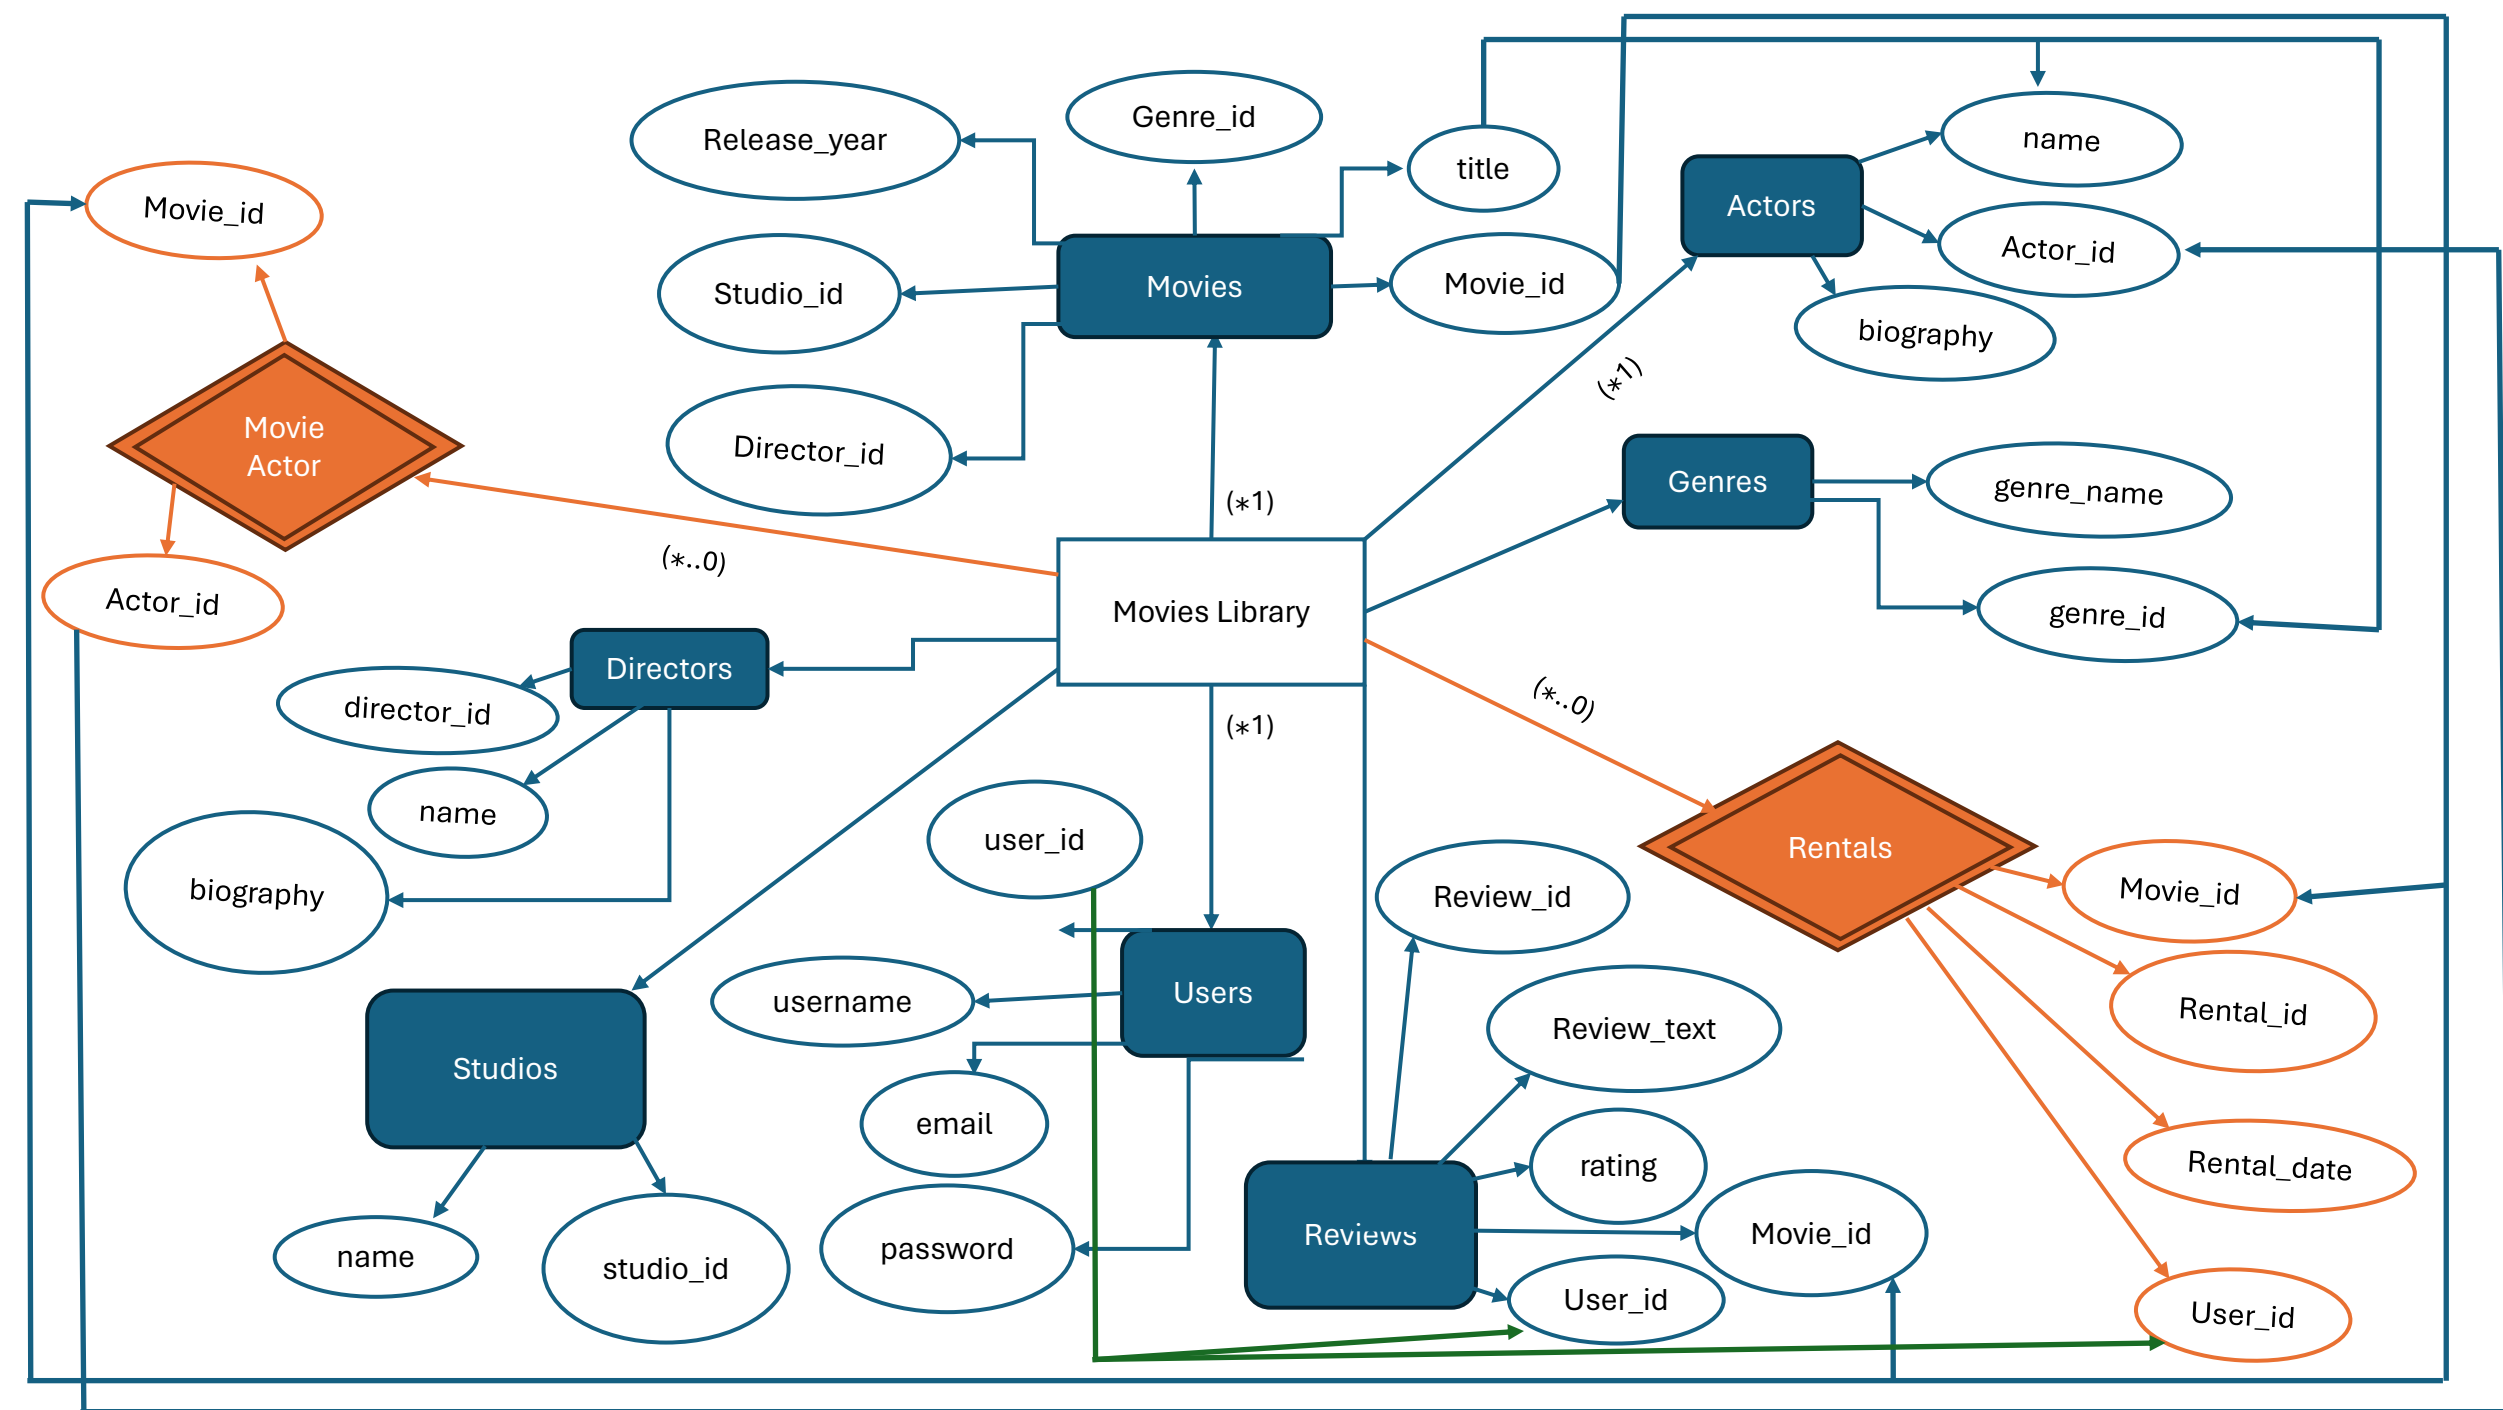 Genre_id
Release_year
title
name
Actors
Movie_id
Actor_id
Studio_id
Movies
Movie_id
biography
(*1)
Movie
Actor
Director_id
Genres
genre_name
(*1)
(*..0)
Actor_id
Movies Library
genre_id
Directors
director_id
(*..0)
(*1)
name
user_id
Rentals
biography
Review_id
Movie_id
username
Users
Review_text
Rental_id
Studios
email
rating
Rental_date
name
studio_id
password
Reviews
Movie_id
User_id
User_id